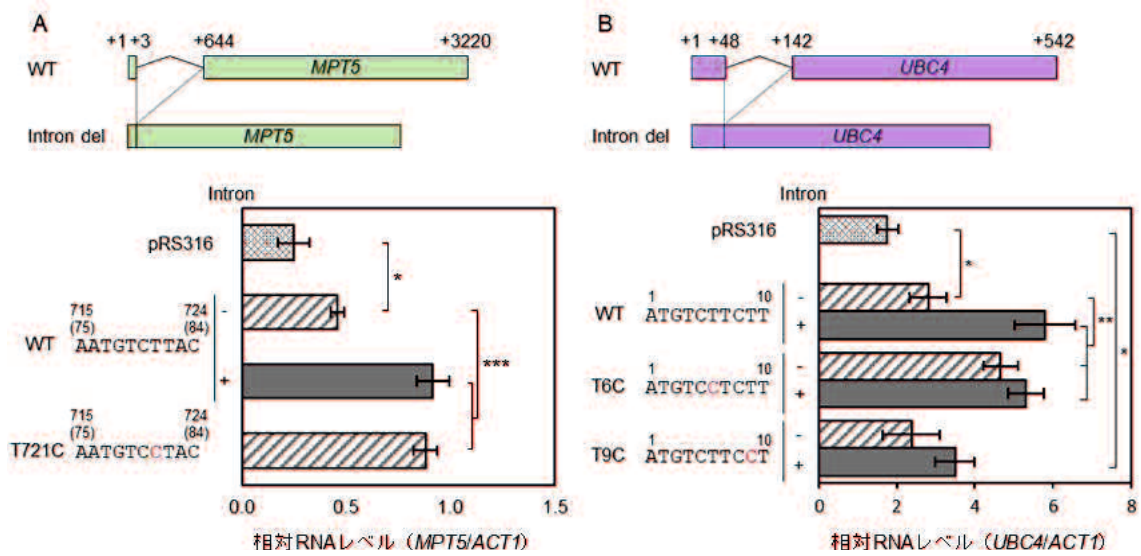 A
+1 +3 +644 +3220
WT MPT5
Intron del MPT5
Intron
pRS316
*
715 724
(75) (84)
WT AATGTCTTAC
-
+
***
715 724
(75) (84)
T721C AATGTCCTAC
0.0 0.5 1.0 1.5
相対RNAレベル（MPT5/ACT1）
B
+1 +48 +142 +542
WT UBC4
Intron del UBC4
Intron
pRS316
*
1 10
WT ATGTCTTCTT
-
+
**
*
1 10
T6C ATGTCCTCTT
-
+
1 10
T9C ATGTCTTCCT
-
+
0 2 4 6 8
相対RNAレベル（UBC4/ACT1）